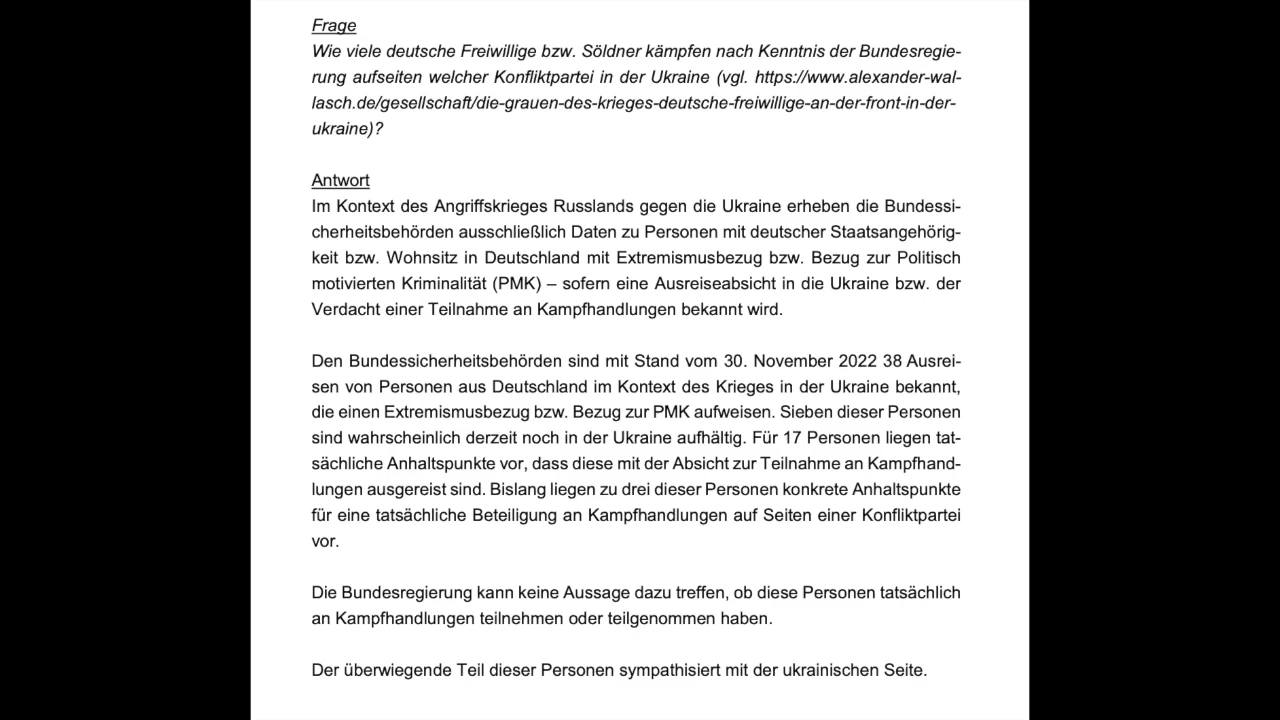 Frage
Wie viele deutsche Freiwillige bzw. Söldner kämpfen nach Kenntnis der Bundesregie-
rung aufseiten welcher Konfliktpartei in der Ukraine (vgl. https://www.alexander-wal-
lasch.de/gesellschaft/die-grauen-des-krieges-deutsche-freiwillige-an-der-front-in-der-
ukraine)?
Antwort
Im Kontext des Angriffskrieges Russlands gegen die Ukraine erheben die Bundessi-
cherheitsbehörden ausschließlich Daten zu Personen mit deutscher Staatsangehörig-
keit bzw. Wohnsitz in Deutschland mit Extremismusbezug bzw. Bezug zur Politisch
motivierten Kriminalität (PMK) – sofern eine Ausreiseabsicht in die Ukraine bzw. der
Verdacht einer Teilnahme an Kampfhandlungen bekannt wird.
Den Bundessicherheitsbehörden sind mit Stand vom 30. November 2022 38 Ausrei-
sen von Personen aus Deutschland im Kontext des Krieges in der Ukraine bekannt,
die einen Extremismusbezug bzw. Bezug zur PMK aufweisen. Sieben dieser Personen
sind wahrscheinlich derzeit noch in der Ukraine aufhältig. Für 17 Personen liegen tat-
sächliche Anhaltspunkte vor, dass diese mit der Absicht zur Teilnahme an Kampfhand-
lungen ausgereist sind. Bislang liegen zu drei dieser Personen konkrete Anhaltspunkte
für eine tatsächliche Beteiligung an Kampfhandlungen auf Seiten einer Konfliktpartei
vor.
Die Bundesregierung kann keine Aussage dazu treffen, ob diese Personen tatsächlich
an Kampfhandlungen teilnehmen oder teilgenommen haben.
Der überwiegende Teil dieser Personen sympathisiert mit der ukrainischen Seite.